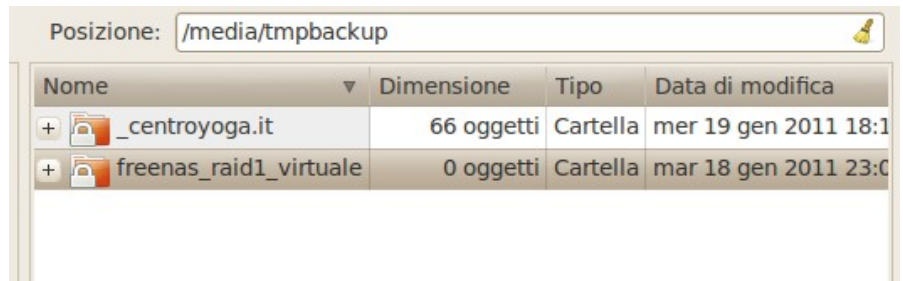 Posizione: /media/tmpbackup
Nome Dimensione Tipo Data di modifica
_centroyoga.it 66 oggetti Cartella mer 19 gen 2011 18:1
freenas_raid1_virtuale 0 oggetti Cartella mar 18 gen 2011 23:0